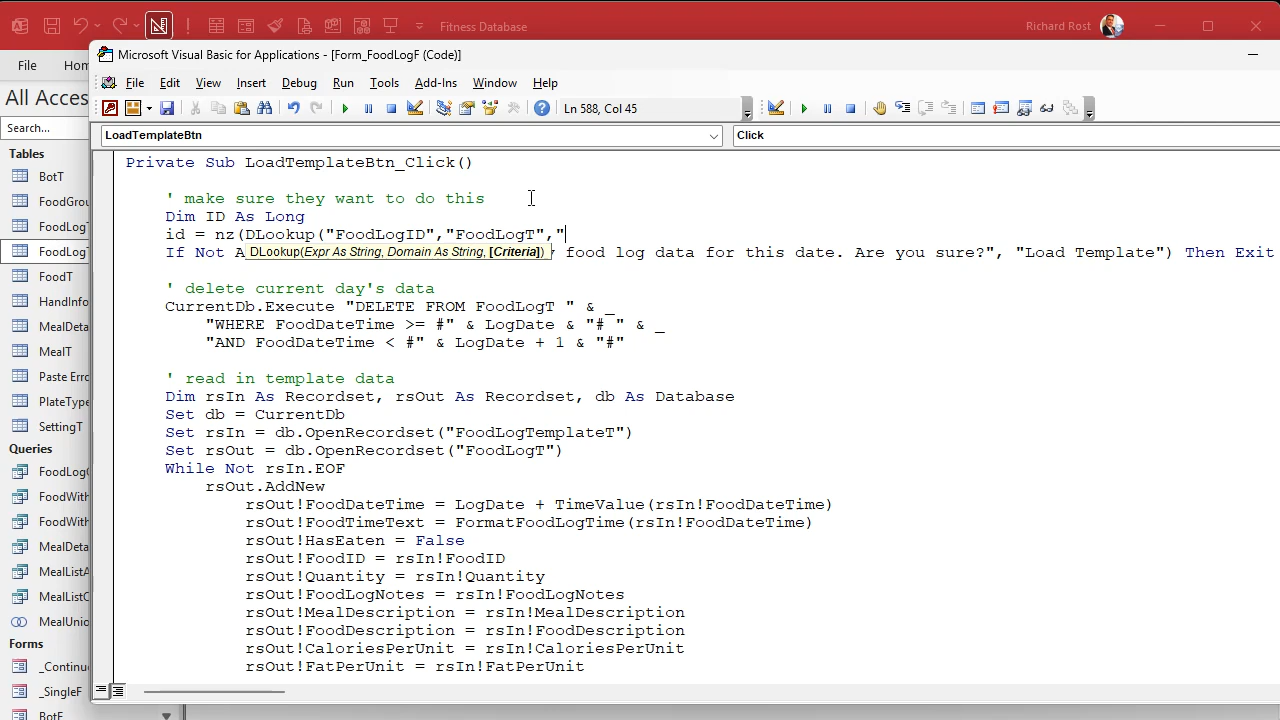 Fitness Database
Richard Rost
File
Hom
Microsoft Visual Basic for Applications - [Form_FoodLogF (Code)]
File Edit View Insert Debug Run Tools Add-Ins Window Help
Ln 588, Col 45
LoadTemplateBtn
Click
All Acces
Search...
Tables
BotT
FoodGrou
FoodLogT
FoodLogT
FoodT
HandInfo
MealDeta
MealT
Paste Erro
PlateType
SettingT
Queries
FoodLogQ
FoodWith
FoodWith
MealDeta
MealListA
MealListC
MealUnio
Forms
_Continue
_SingleF
BotF
Private Sub LoadTemplateBtn_Click()
' make sure they want to do this
Dim ID As Long
id = nz(DLookup("FoodLogID","FoodLogT","
DLookup(Expr As String, Domain As String, [Criteria])
If Not A food log data for this date. Are you sure?", "Load Template") Then Exit
' delete current day's data
CurrentDb.Execute "DELETE FROM FoodLogT " & _
"WHERE FoodDateTime >= #" & LogDate & "# " & _
"AND FoodDateTime < #" & LogDate + 1 & "#"
' read in template data
Dim rsIn As Recordset, rsOut As Recordset, db As Database
Set db = CurrentDb
Set rsIn = db.OpenRecordset("FoodLogTemplateT")
Set rsOut = db.OpenRecordset("FoodLogT")
While Not rsIn.EOF
rsOut.AddNew
rsOut!FoodDateTime = LogDate + TimeValue(rsIn!FoodDateTime)
rsOut!FoodTimeText = FormatFoodLogTime(rsIn!FoodDateTime)
rsOut!HasEaten = False
rsOut!FoodID = rsIn!FoodID
rsOut!Quantity = rsIn!Quantity
rsOut!FoodLogNotes = rsIn!FoodLogNotes
rsOut!MealDescription = rsIn!MealDescription
rsOut!FoodDescription = rsIn!FoodDescription
rsOut!CaloriesPerUnit = rsIn!CaloriesPerUnit
rsOut!FatPerUnit = rsIn!FatPerUnit